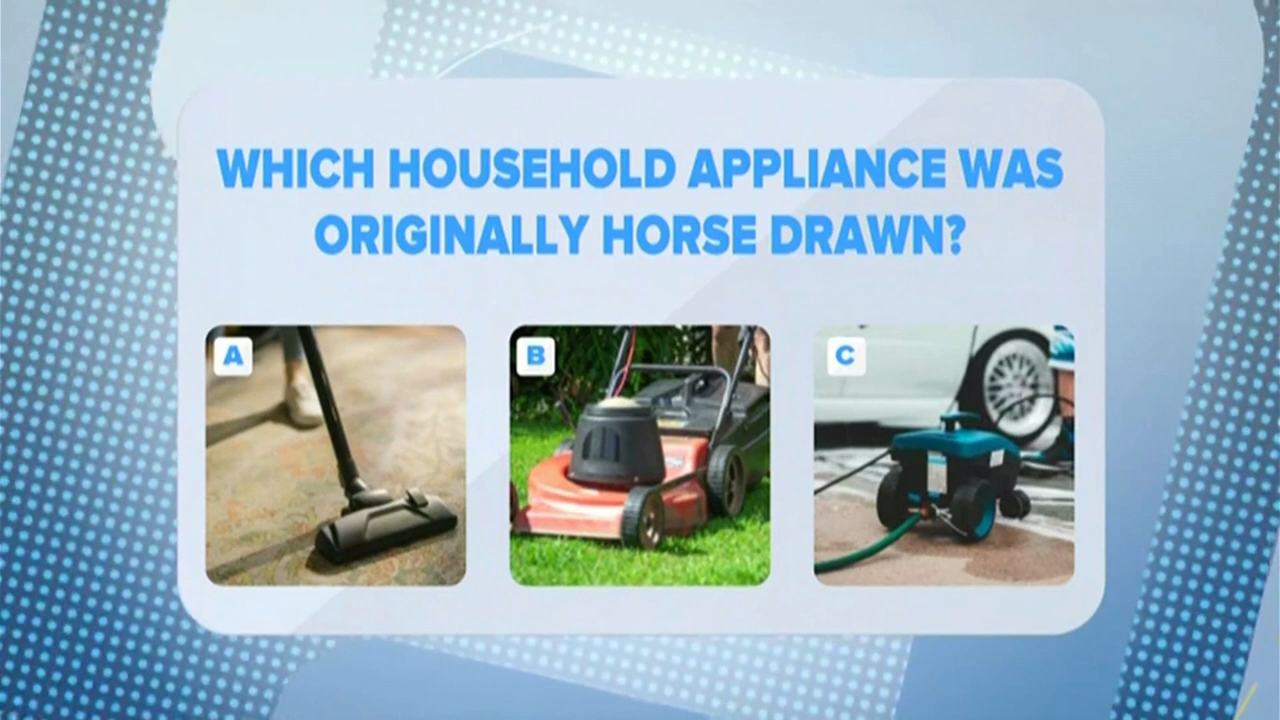 WHICH HOUSEHOLD APPLIANCE WAS
ORIGINALLY HORSE DRAWN?
A
B
C